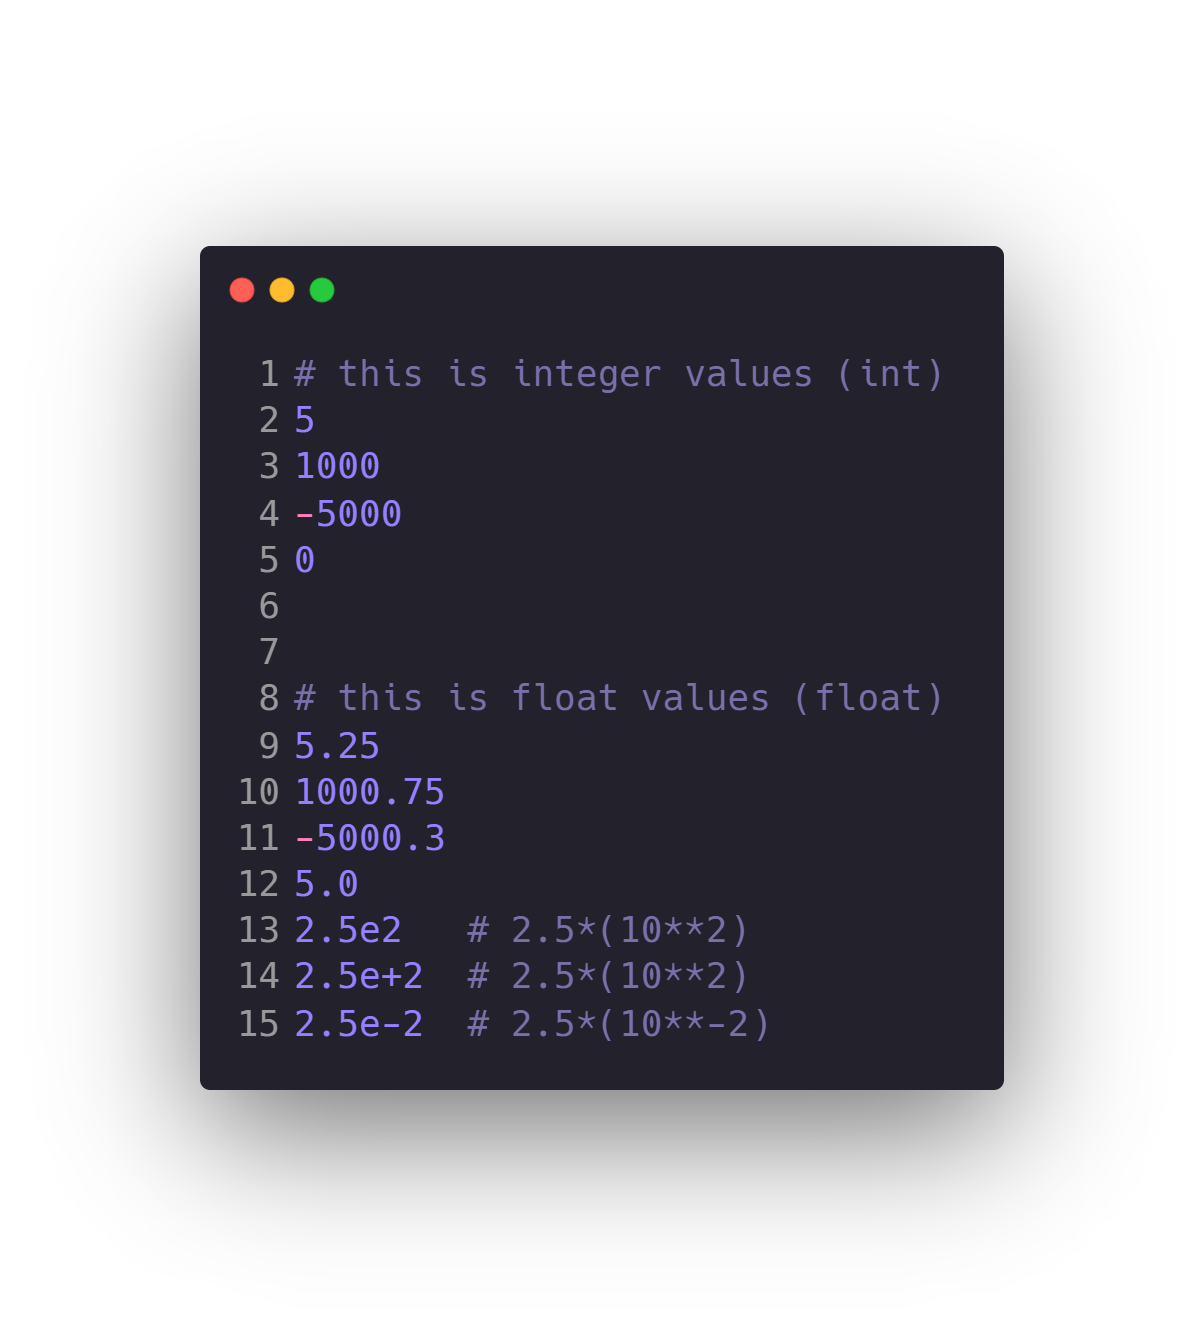 1 # this is integer values (int)
2 5
3 1000
4 -5000
5 0
6
7
8 # this is float values (float)
9 5.25
10 1000.75
11 -5000.3
12 5.0
13 2.5e2   # 2.5*(10**2)
14 2.5e+2  # 2.5*(10**2)
15 2.5e-2  # 2.5*(10**-2)